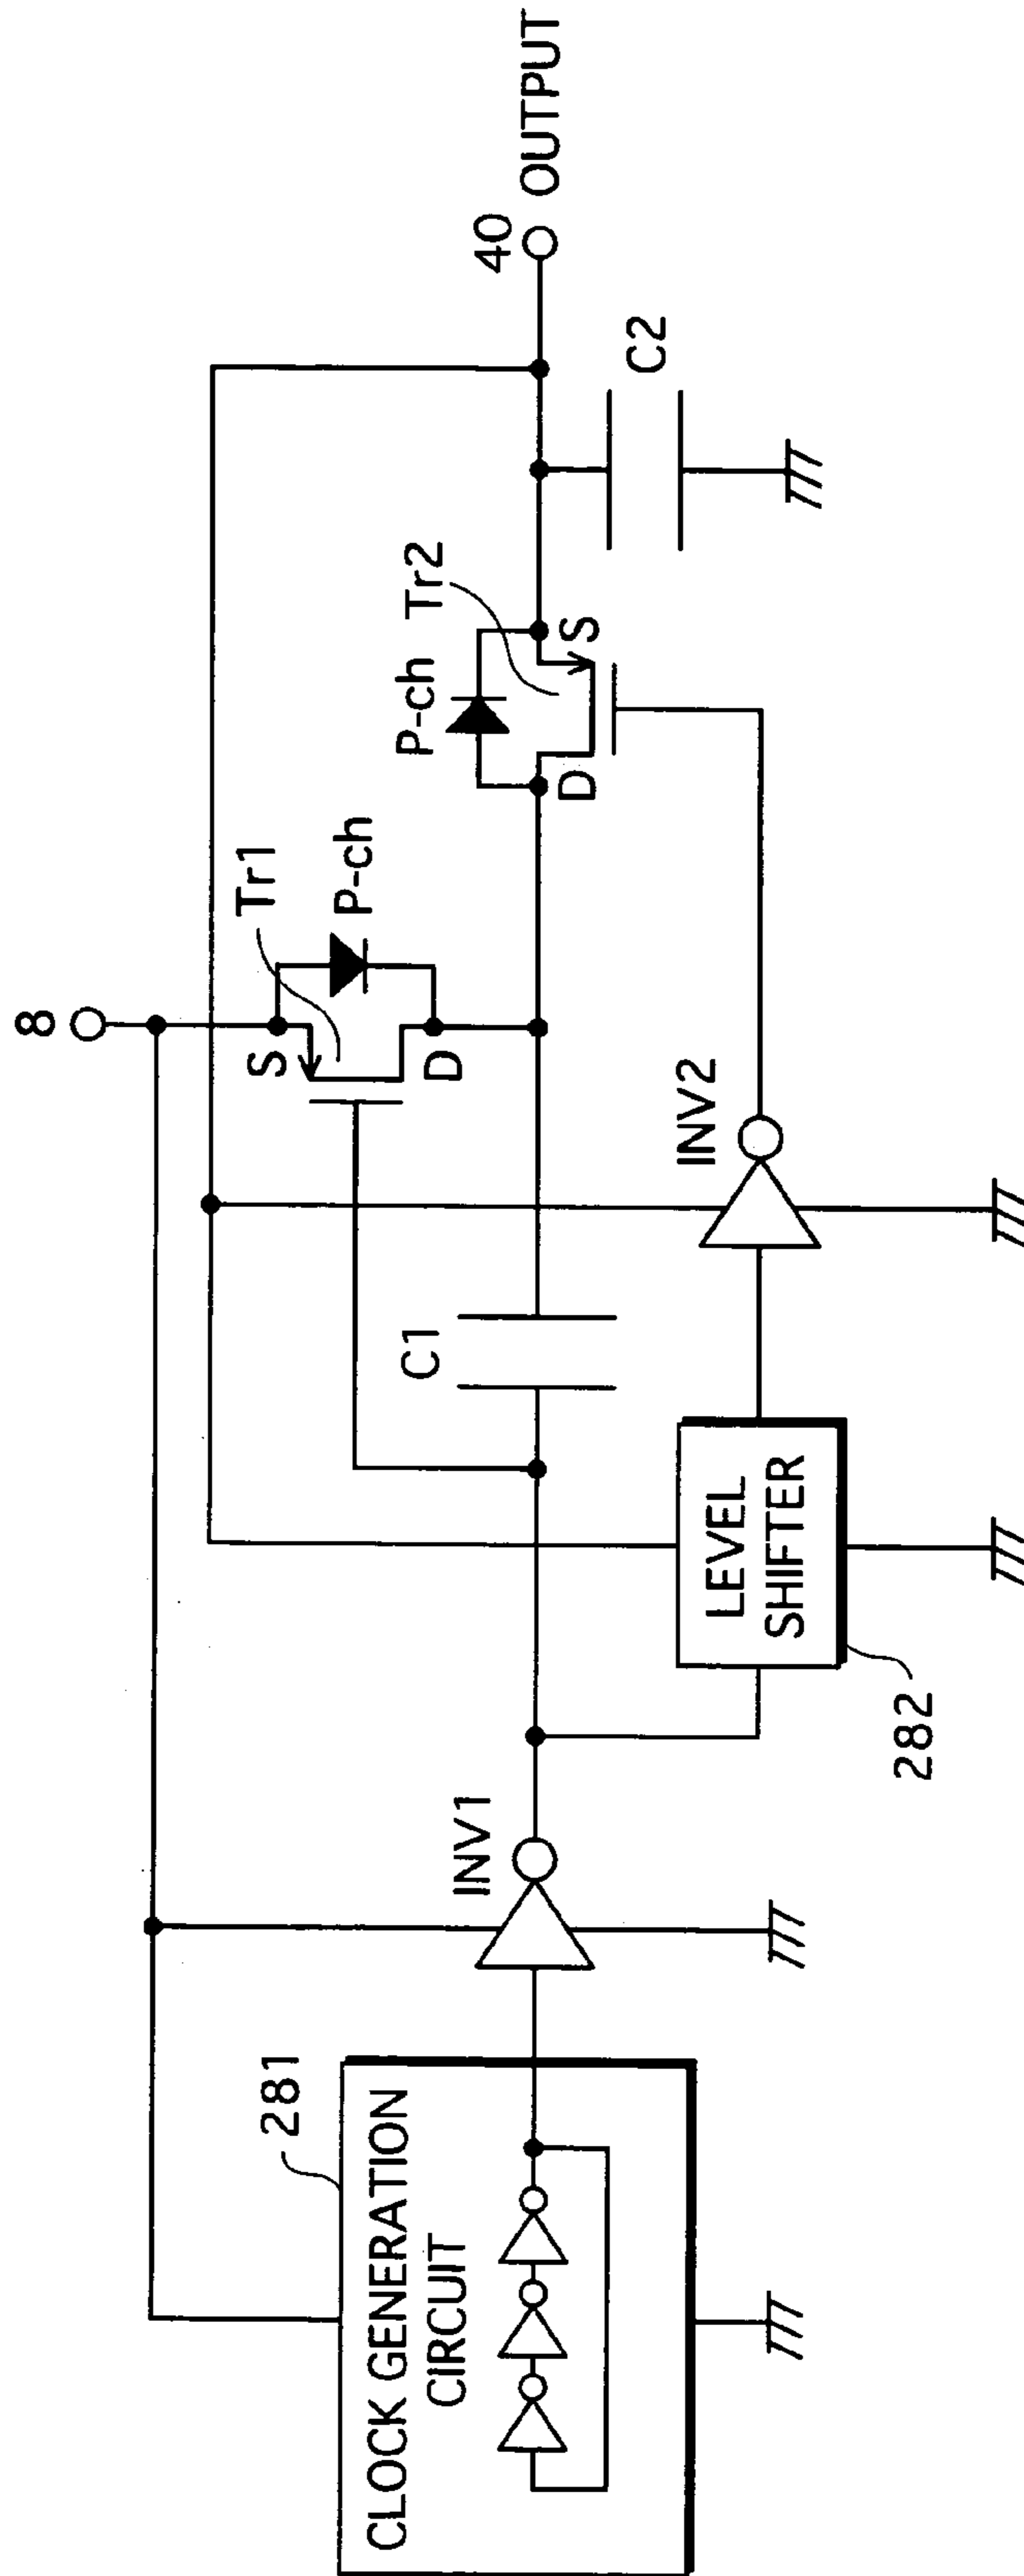 8
Tr1
P-ch
S
D
P-ch
Tr2
D
S
40
OUTPUT
C2
C1
INV1
INV2
281
CLOCK GENERATION
CIRCUIT
LEVEL
SHIFTER
282